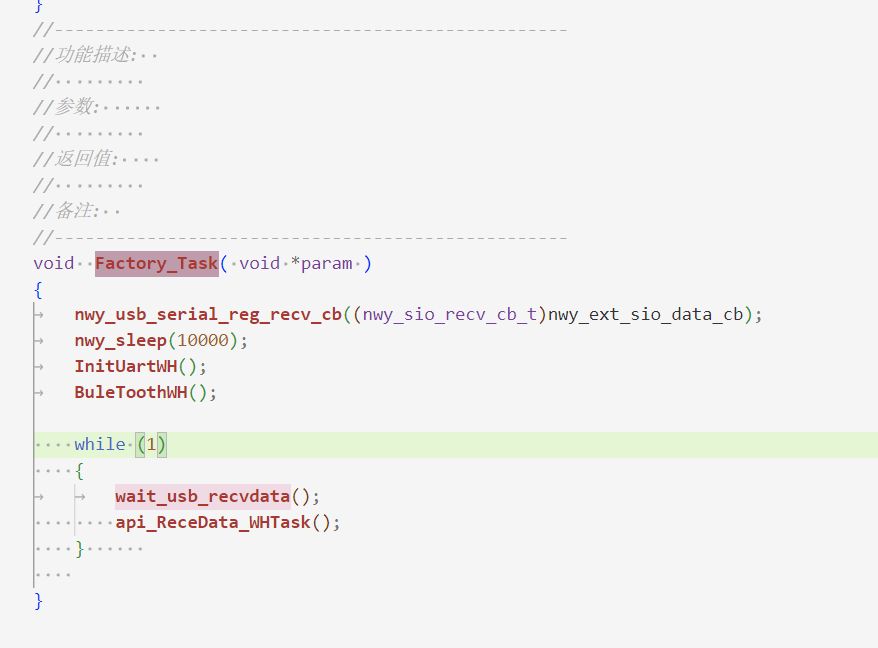 }
//--------------------------------------------------
//功能描述:
//
//参数:
//
//返回值:
//
//备注:
//--------------------------------------------------
void  Factory_Task( void *param )
{
nwy_usb_serial_reg_recv_cb((nwy_sio_recv_cb_t)nwy_ext_sio_data_cb);
nwy_sleep(10000);
InitUartWH();
BuleToothWH();
while (1)
{
wait_usb_recvdata();
api_ReceData_WHTask();
}
}